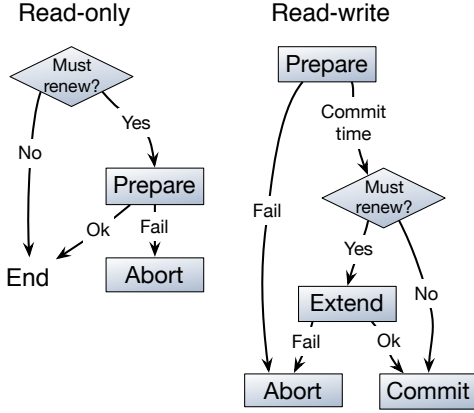 Read-only
Must
renew?
No
Yes
Prepare
Ok
Fail
End
Abort
Read-write
Prepare
Commit
time
Must
renew?
Fail
Yes
Extend
No
Fail
Ok
Abort
Commit